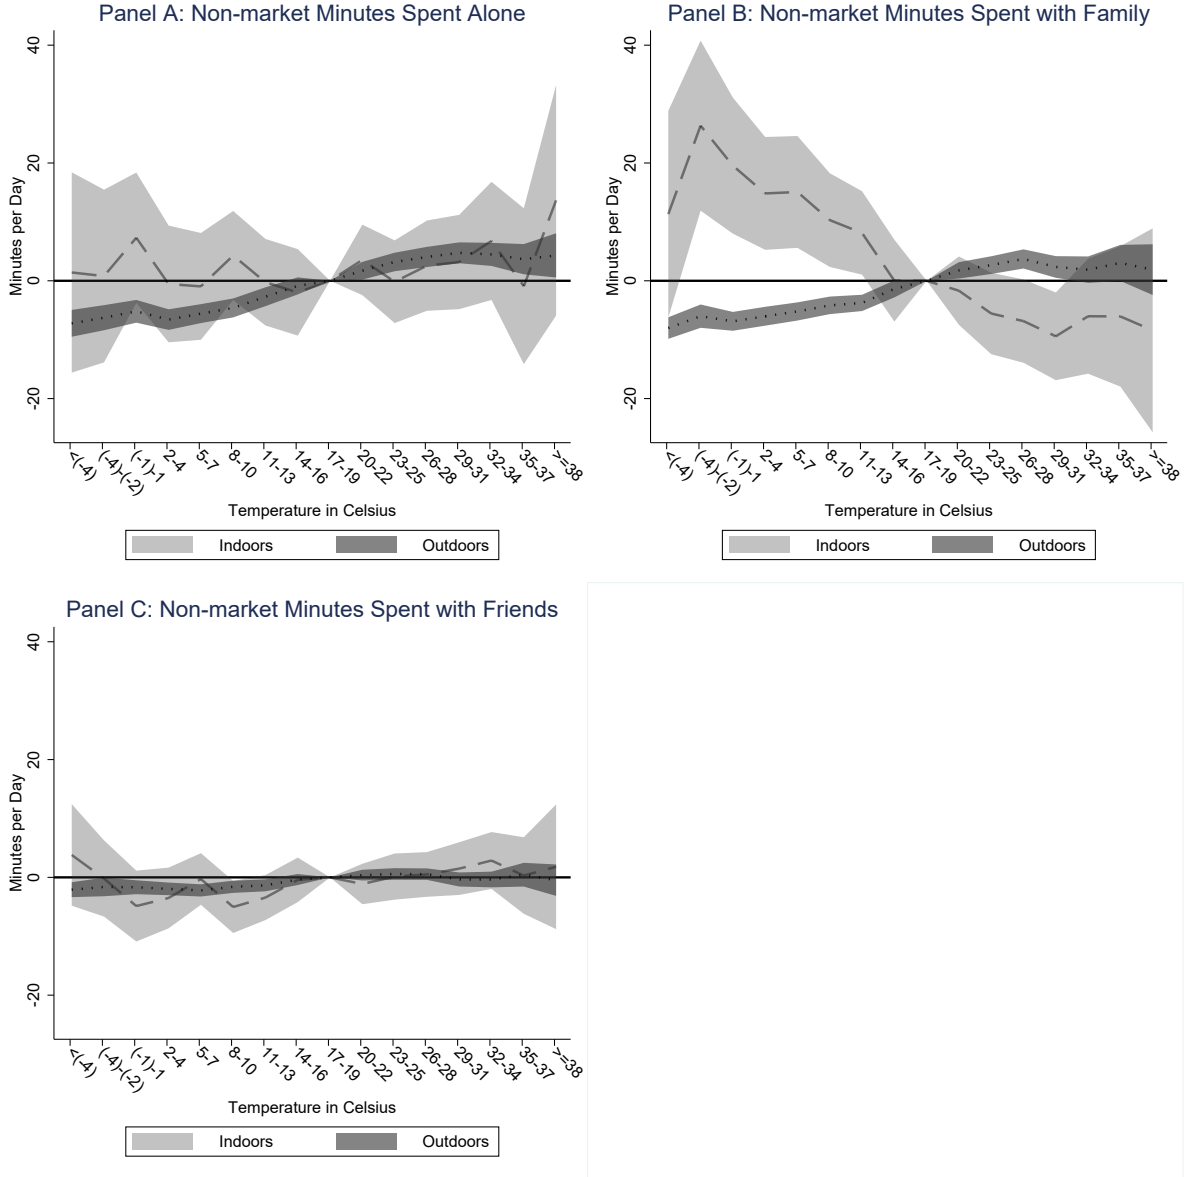 Panel A: Non-market Minutes Spent Alone
Minutes per Day
40
20
0
-20
<(-4) (-4)-(-2) (-1)-1 2-4 5-7 8-10 11-13 14-16 17-19 20-22 23-25 26-28 29-31 32-34 35-37 >=38
Temperature in Celsius
Indoors Outdoors
Panel B: Non-market Minutes Spent with Family
Minutes per Day
40
20
0
-20
<(-4) (-4)-(-2) (-1)-1 2-4 5-7 8-10 11-13 14-16 17-19 20-22 23-25 26-28 29-31 32-34 35-37 >=38
Temperature in Celsius
Indoors Outdoors
Panel C: Non-market Minutes Spent with Friends
Minutes per Day
40
20
0
-20
<(-4) (-4)-(-2) (-1)-1 2-4 5-7 8-10 11-13 14-16 17-19 20-22 23-25 26-28 29-31 32-34 35-37 >=38
Temperature in Celsius
Indoors Outdoors